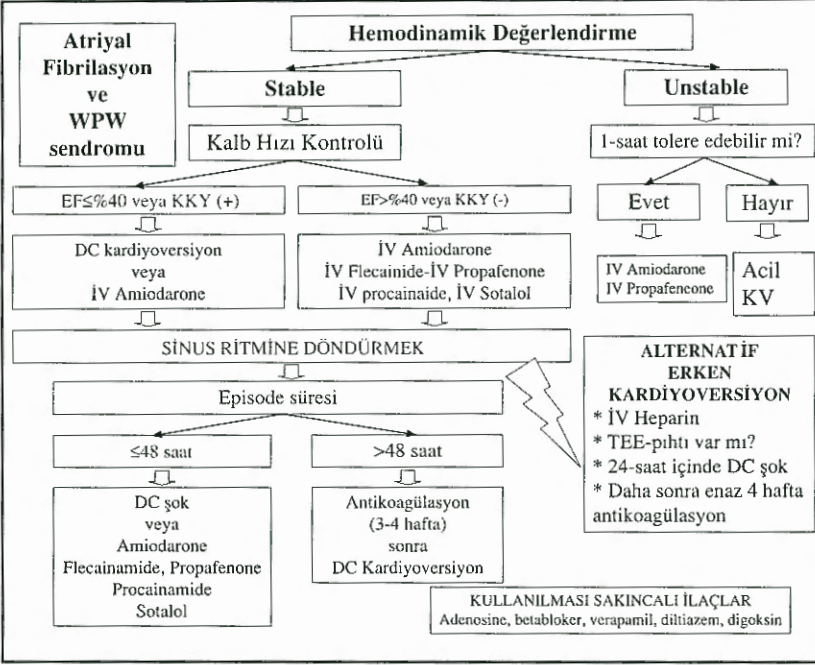 Atriyal
Fibrilasyon
ve
WPW
sendromu
Hemodinamik Değerlendirme
Stable
Unstable
Kalb Hızı Kontrolü
1-saat tolere edebilir mi?
EF≤%40 veya KKY (+)
EF>%40 veya KKY (-)
Evet
Hayır
DC kardiyoversiyon
veya
İV Amiodarone
İV Amiodarone
İV Flecainide-İV Propafenone
İV procainaide, İV Sotalol
IV Amiodarone
IV Propafeneone
Acil
KV
SİNUS RİTMİNE DÖNDÜRMEK
Episode süresi
≤48 saat
>48 saat
DC şok
veya
Amiodarone
Flecainamide, Propafenone
Procainamide
Sotalol
Antikoagülasyon
(3-4 hafta)
sonra
DC Kardiyoversiyon
ALTERNATİF
ERKEN
KARDİYOVERSİYON
* İV Heparin
* TEE-pıhtı var mı?
* 24-saat içinde DC şok
* Daha sonra enaz 4 hafta
antikoagülasyon
KULLANILMASI SAKINCALI İLAÇLAR
Adenosine, betabloker, verapamil, diltiazem, digoksin